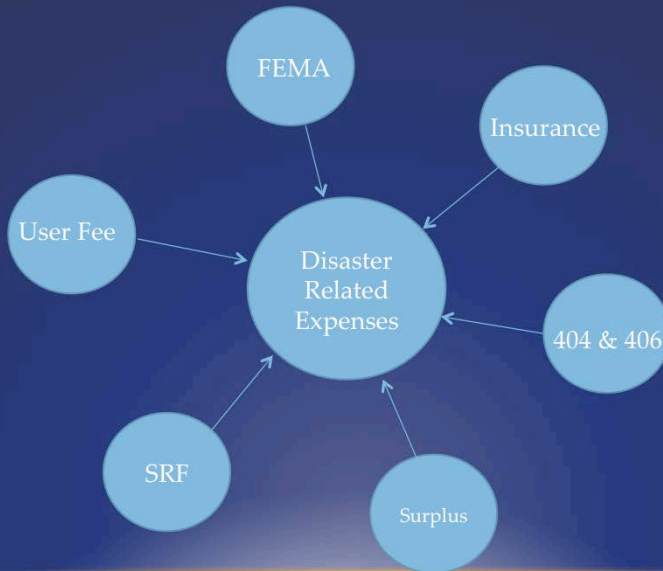 FEMA
Insurance
User Fee
Disaster
Related
Expenses
404 & 406
SRF
Surplus